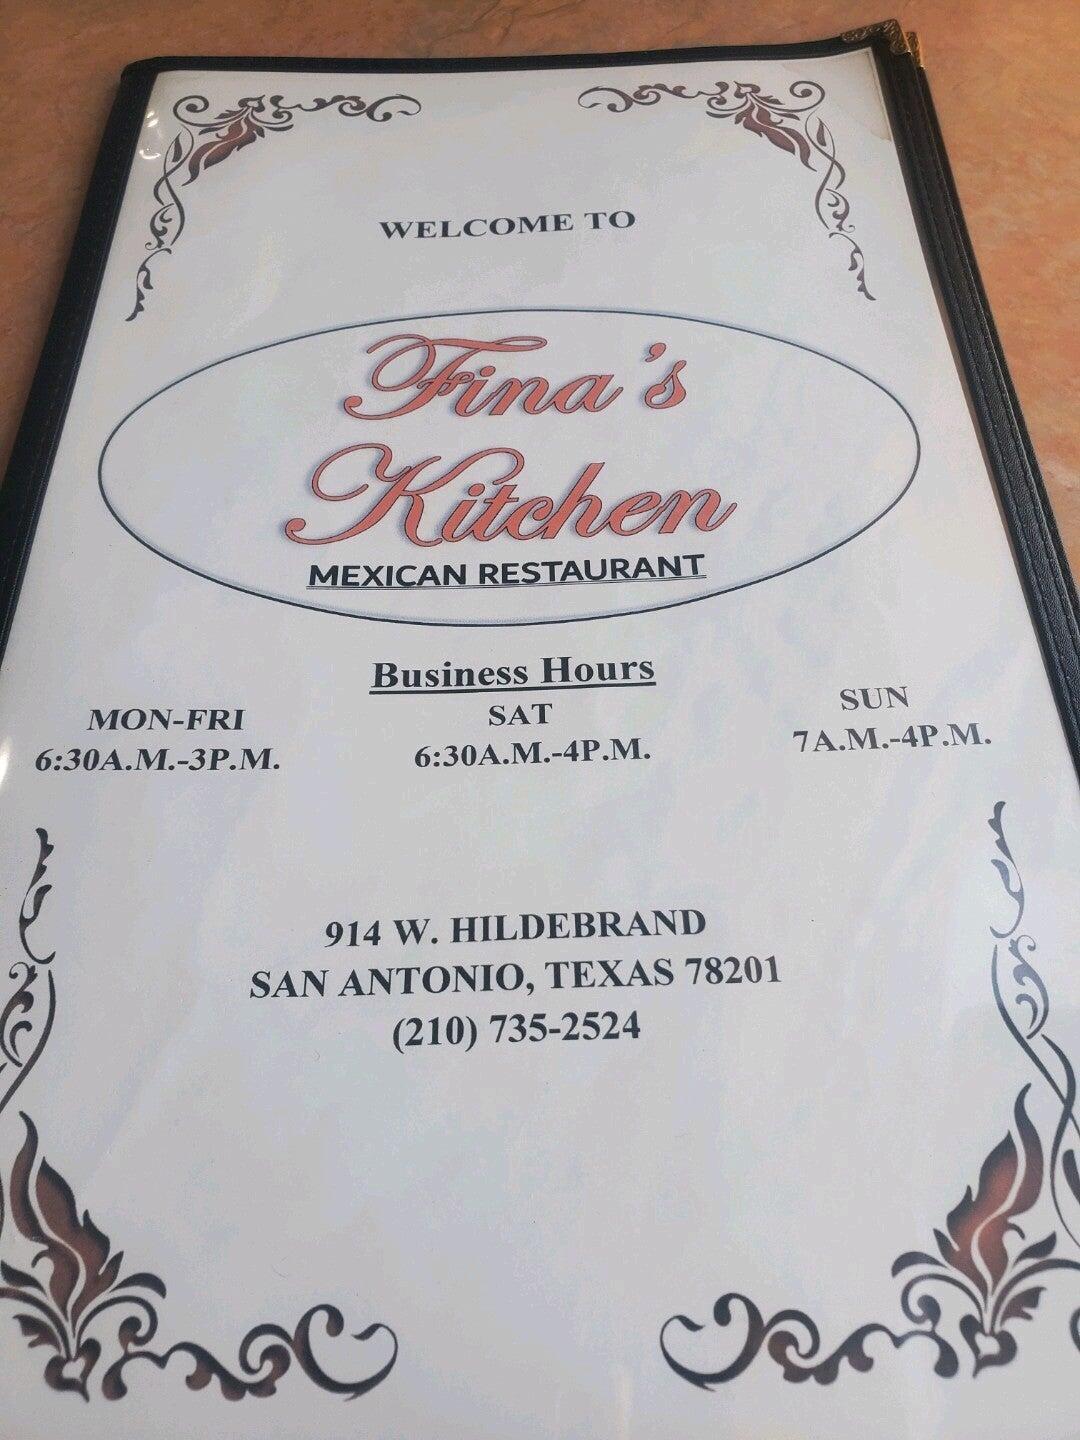 WELCOME TO
Fina's
Kitchen
MEXICAN RESTAURANT
Business Hours
MON-FRI
6:30A.M.-3P.M.
SAT
6:30A.M.-4P.M.
SUN
7A.M.-4P.M.
914 W. HILDEBRAND
SAN ANTONIO, TEXAS 78201
(210) 735-2524